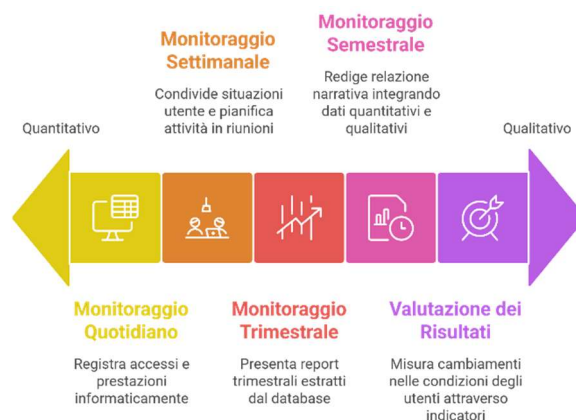 Monitoraggio
Settimanale
Condivide situazioni
utente e pianifica
attività in riunioni
Monitoraggio
Semestrale
Redige relazione
narrativa integrando
dati quantitativi e
qualitativi
Quantitativo
Qualitativo
Monitoraggio
Quotidiano
Registra accessi e
prestazioni
informaticamente
Monitoraggio
Trimestrale
Presenta report
trimestrali estratti
dal database
Valutazione dei
Risultati
Misura cambiamenti
nelle condizioni degli
utenti attraverso
indicatori